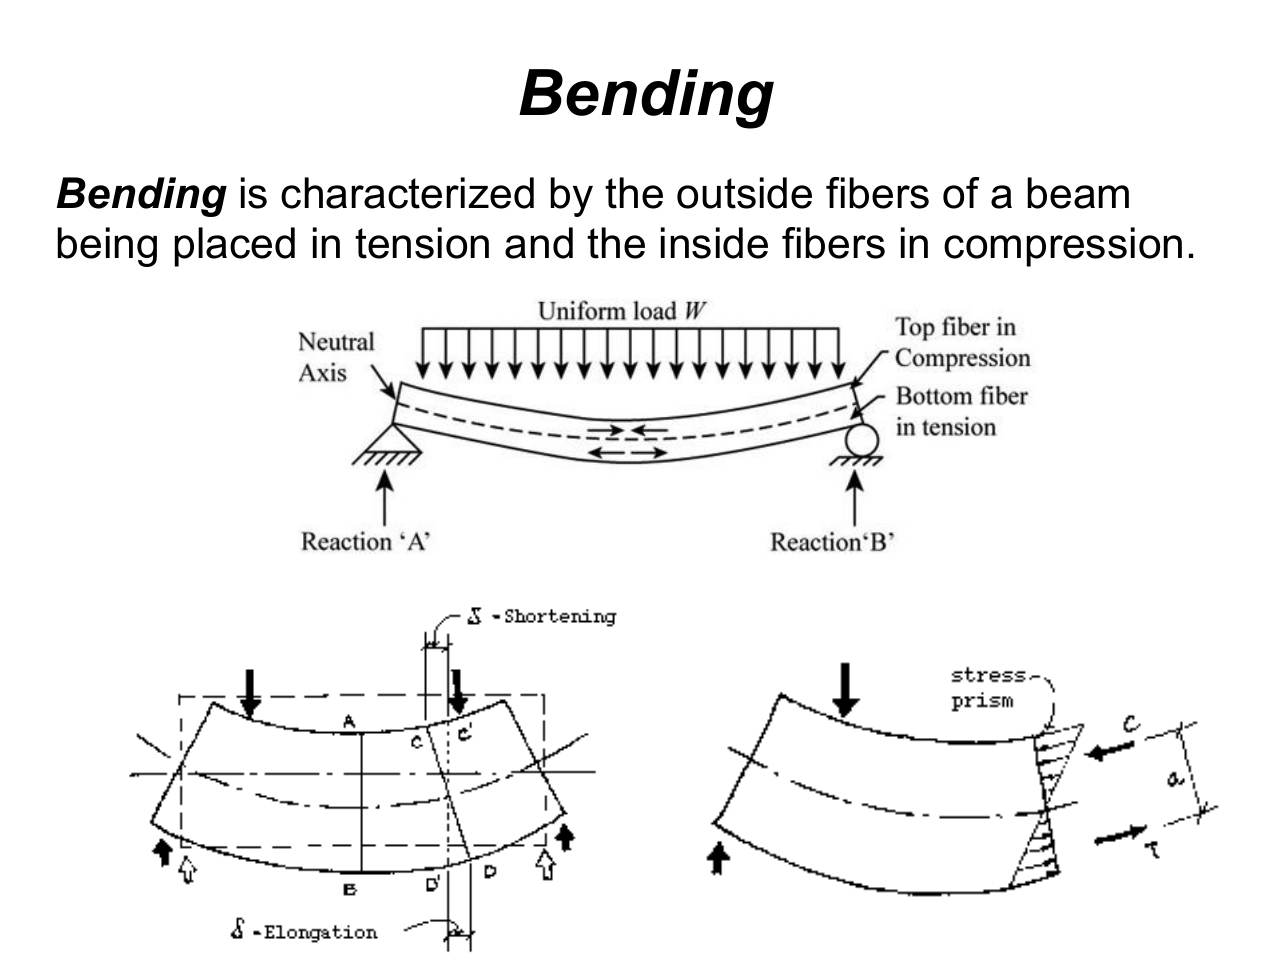 Bending
Bending is characterized by the outside fibers of a beam
being placed in tension and the inside fibers in compression.
Uniform load W
Neutral
Axis
Top fiber in
Compression
Bottom fiber
in tension
Reaction ‘A’
Reaction‘B’
δ - Shortening
A
C
C'
B
D'
D
δ - Elongation
stress
prism
C
a
T